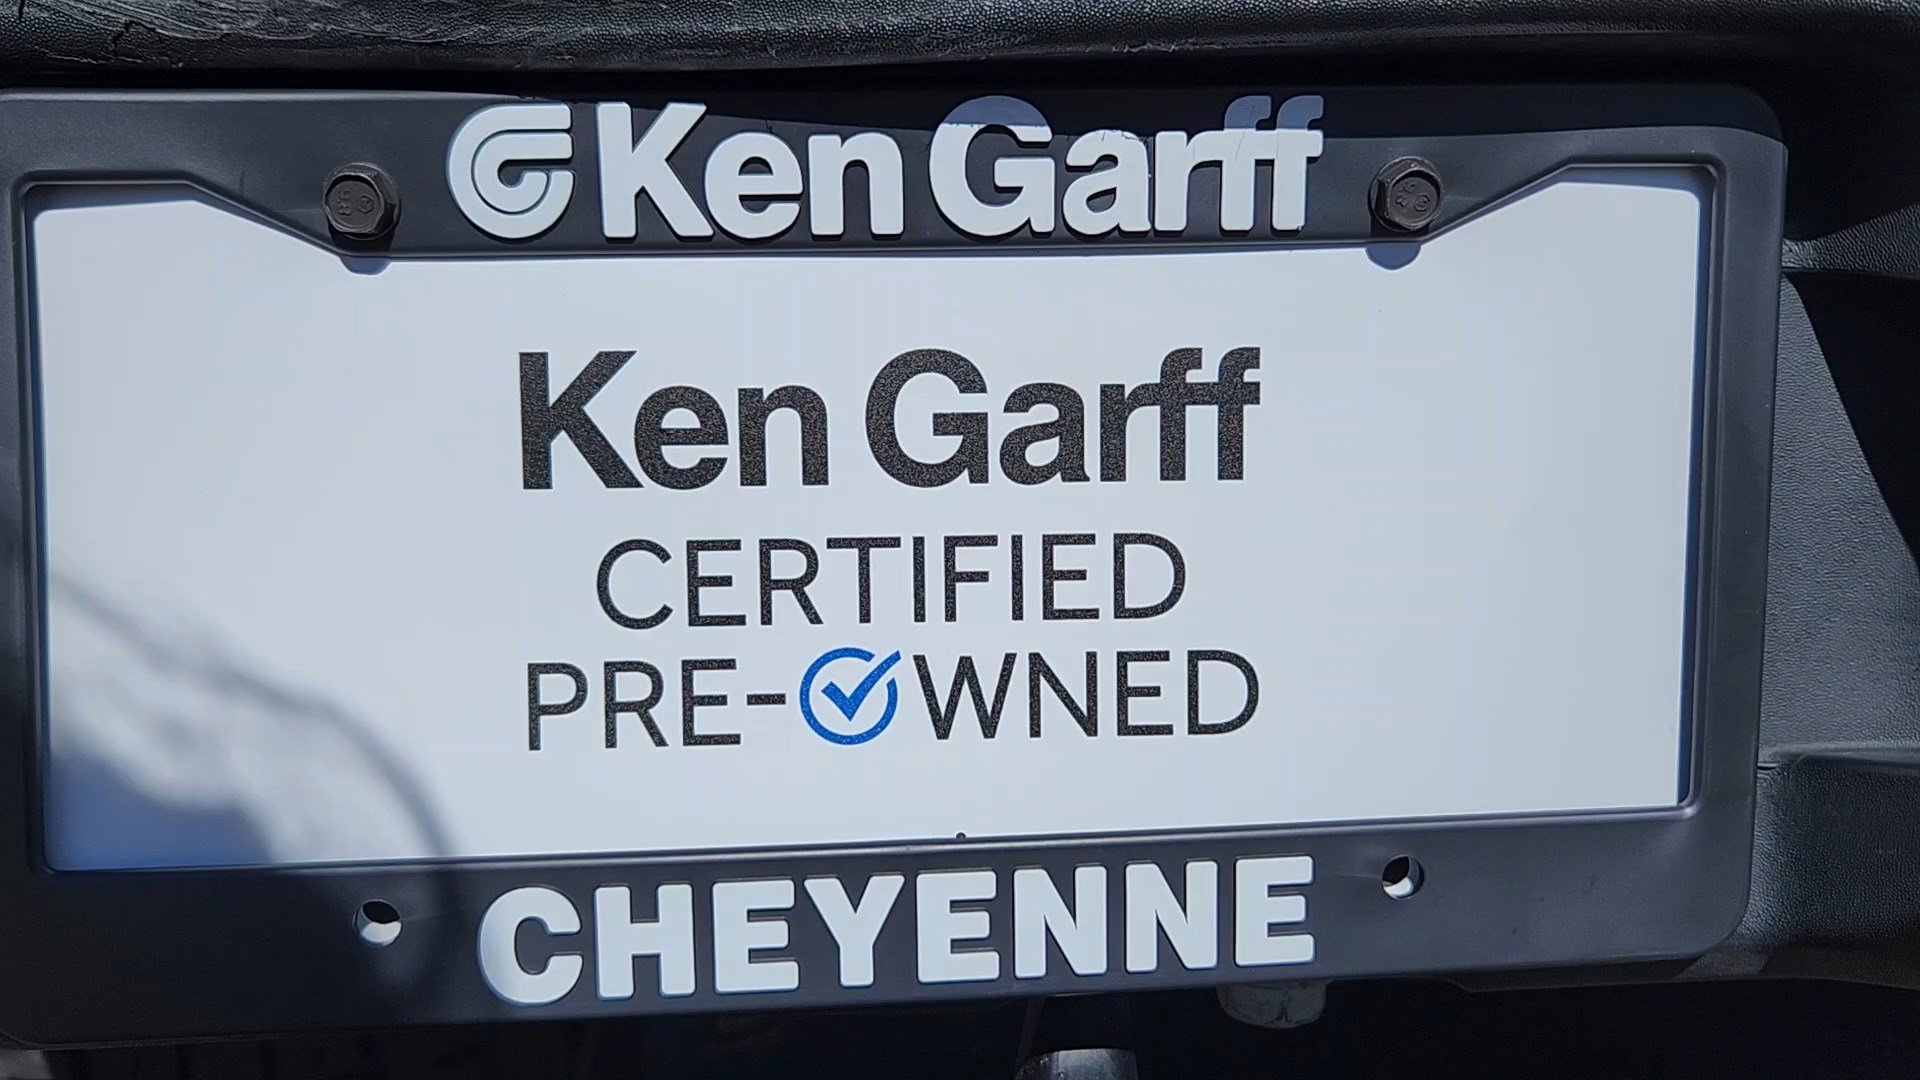 Ken Garff
Ken Garff
CERTIFIED
PRE-OWNED
CHEYENNE